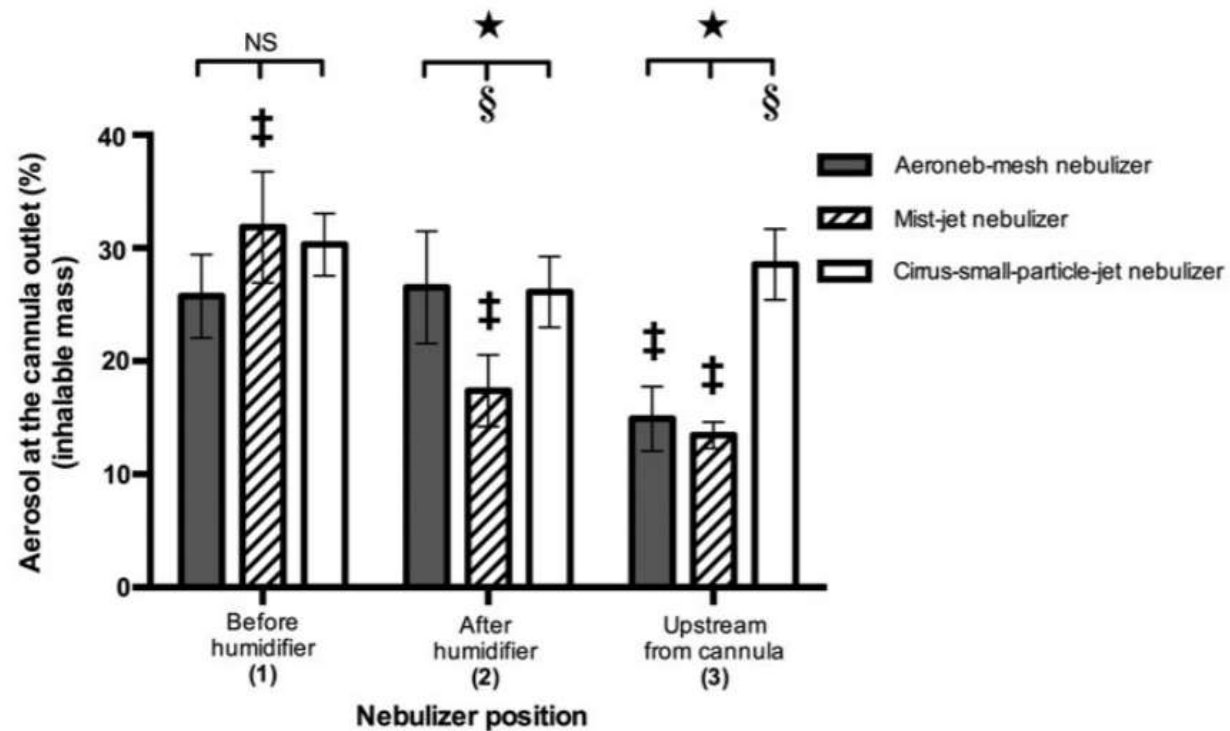 NS
★
★
§
§
‡
‡
‡
‡
40
30
20
10
0
Aerosol at the cannula outlet (%)
(inhalable mass)
Aeroneb-mesh nebulizer
Mist-jet nebulizer
Cirrus-small-particle-jet nebulizer
Before
humidifier
(1)
After
humidifier
(2)
Upstream
from cannula
(3)
Nebulizer position